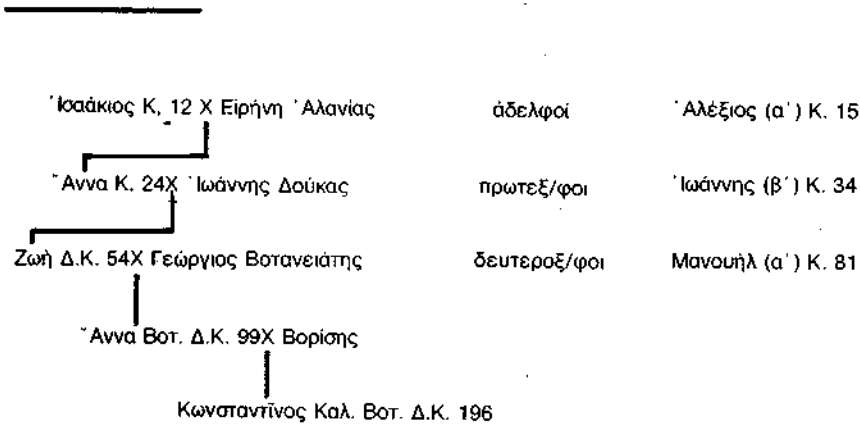 Ἰσαάκιος Κ, 12 Χ Εἰρήνη Ἀλανίας ἀδελφοί Ἀλέξιος (α΄) Κ. 15
Ἄννα Κ. 24Χ Ἰωάννης Δούκας πρωτεξ/φοι Ἰωάννης (β΄) Κ. 34
Ζωή Δ.Κ. 54Χ Γεώργιος Βοτανειάτης δευτεροξ/φοι Μανουήλ (α΄) Κ. 81
Ἄννα Βοτ. Δ.Κ. 99Χ Βορίσης
Κωνσταντῖνος Καλ. Βοτ. Δ.Κ. 196